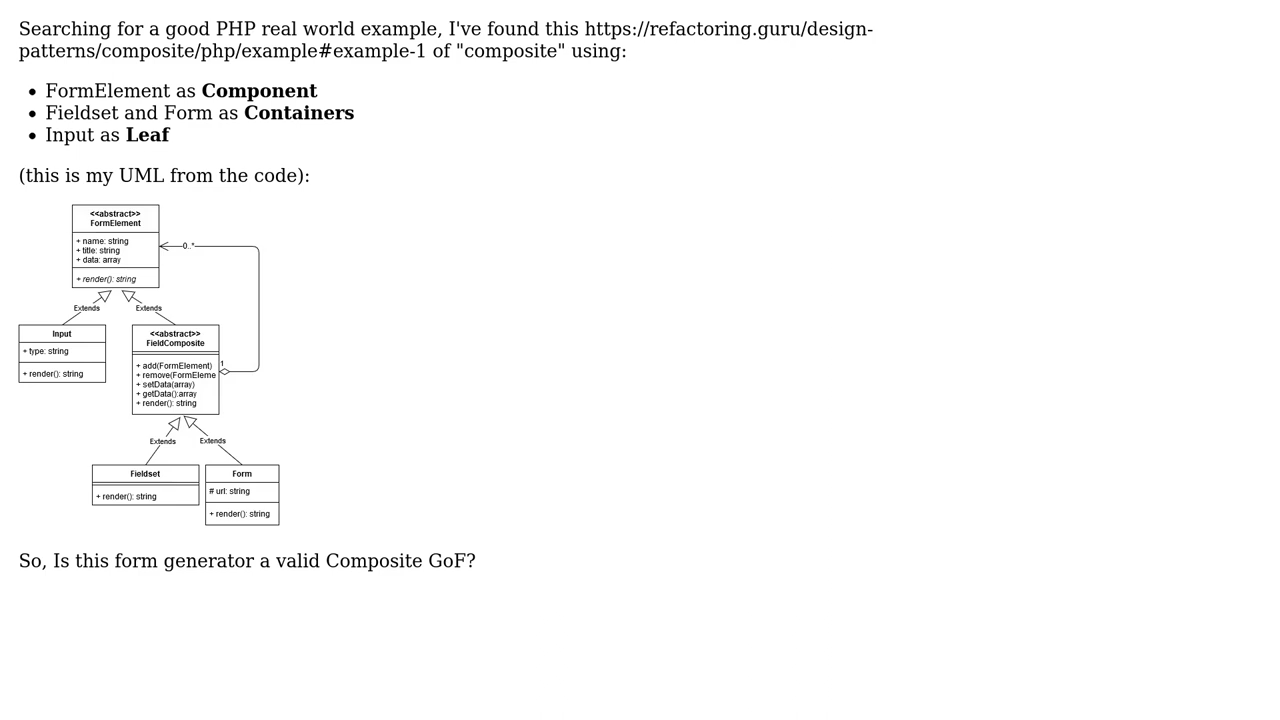 Searching for a good PHP real world example, I've found this https://refactoring.guru/design-
patterns/composite/php/example#example-1 of "composite" using:
• FormElement as Component
• Fieldset and Form as Containers
• Input as Leaf
(this is my UML from the code):
<<abstract>>
FormElement
+ name: string
+ title: string
+ data: array
+ render(): string
0..*
Extends
Extends
Input
+ type: string
+ render(): string
<<abstract>>
FieldComposite
+ add(FormElement)
+ remove(FormEleme
+ setData(array)
+ getData():array
+ render(): string
1
Extends
Extends
Fieldset
+ render(): string
Form
# url: string
+ render(): string
So, Is this form generator a valid Composite GoF?